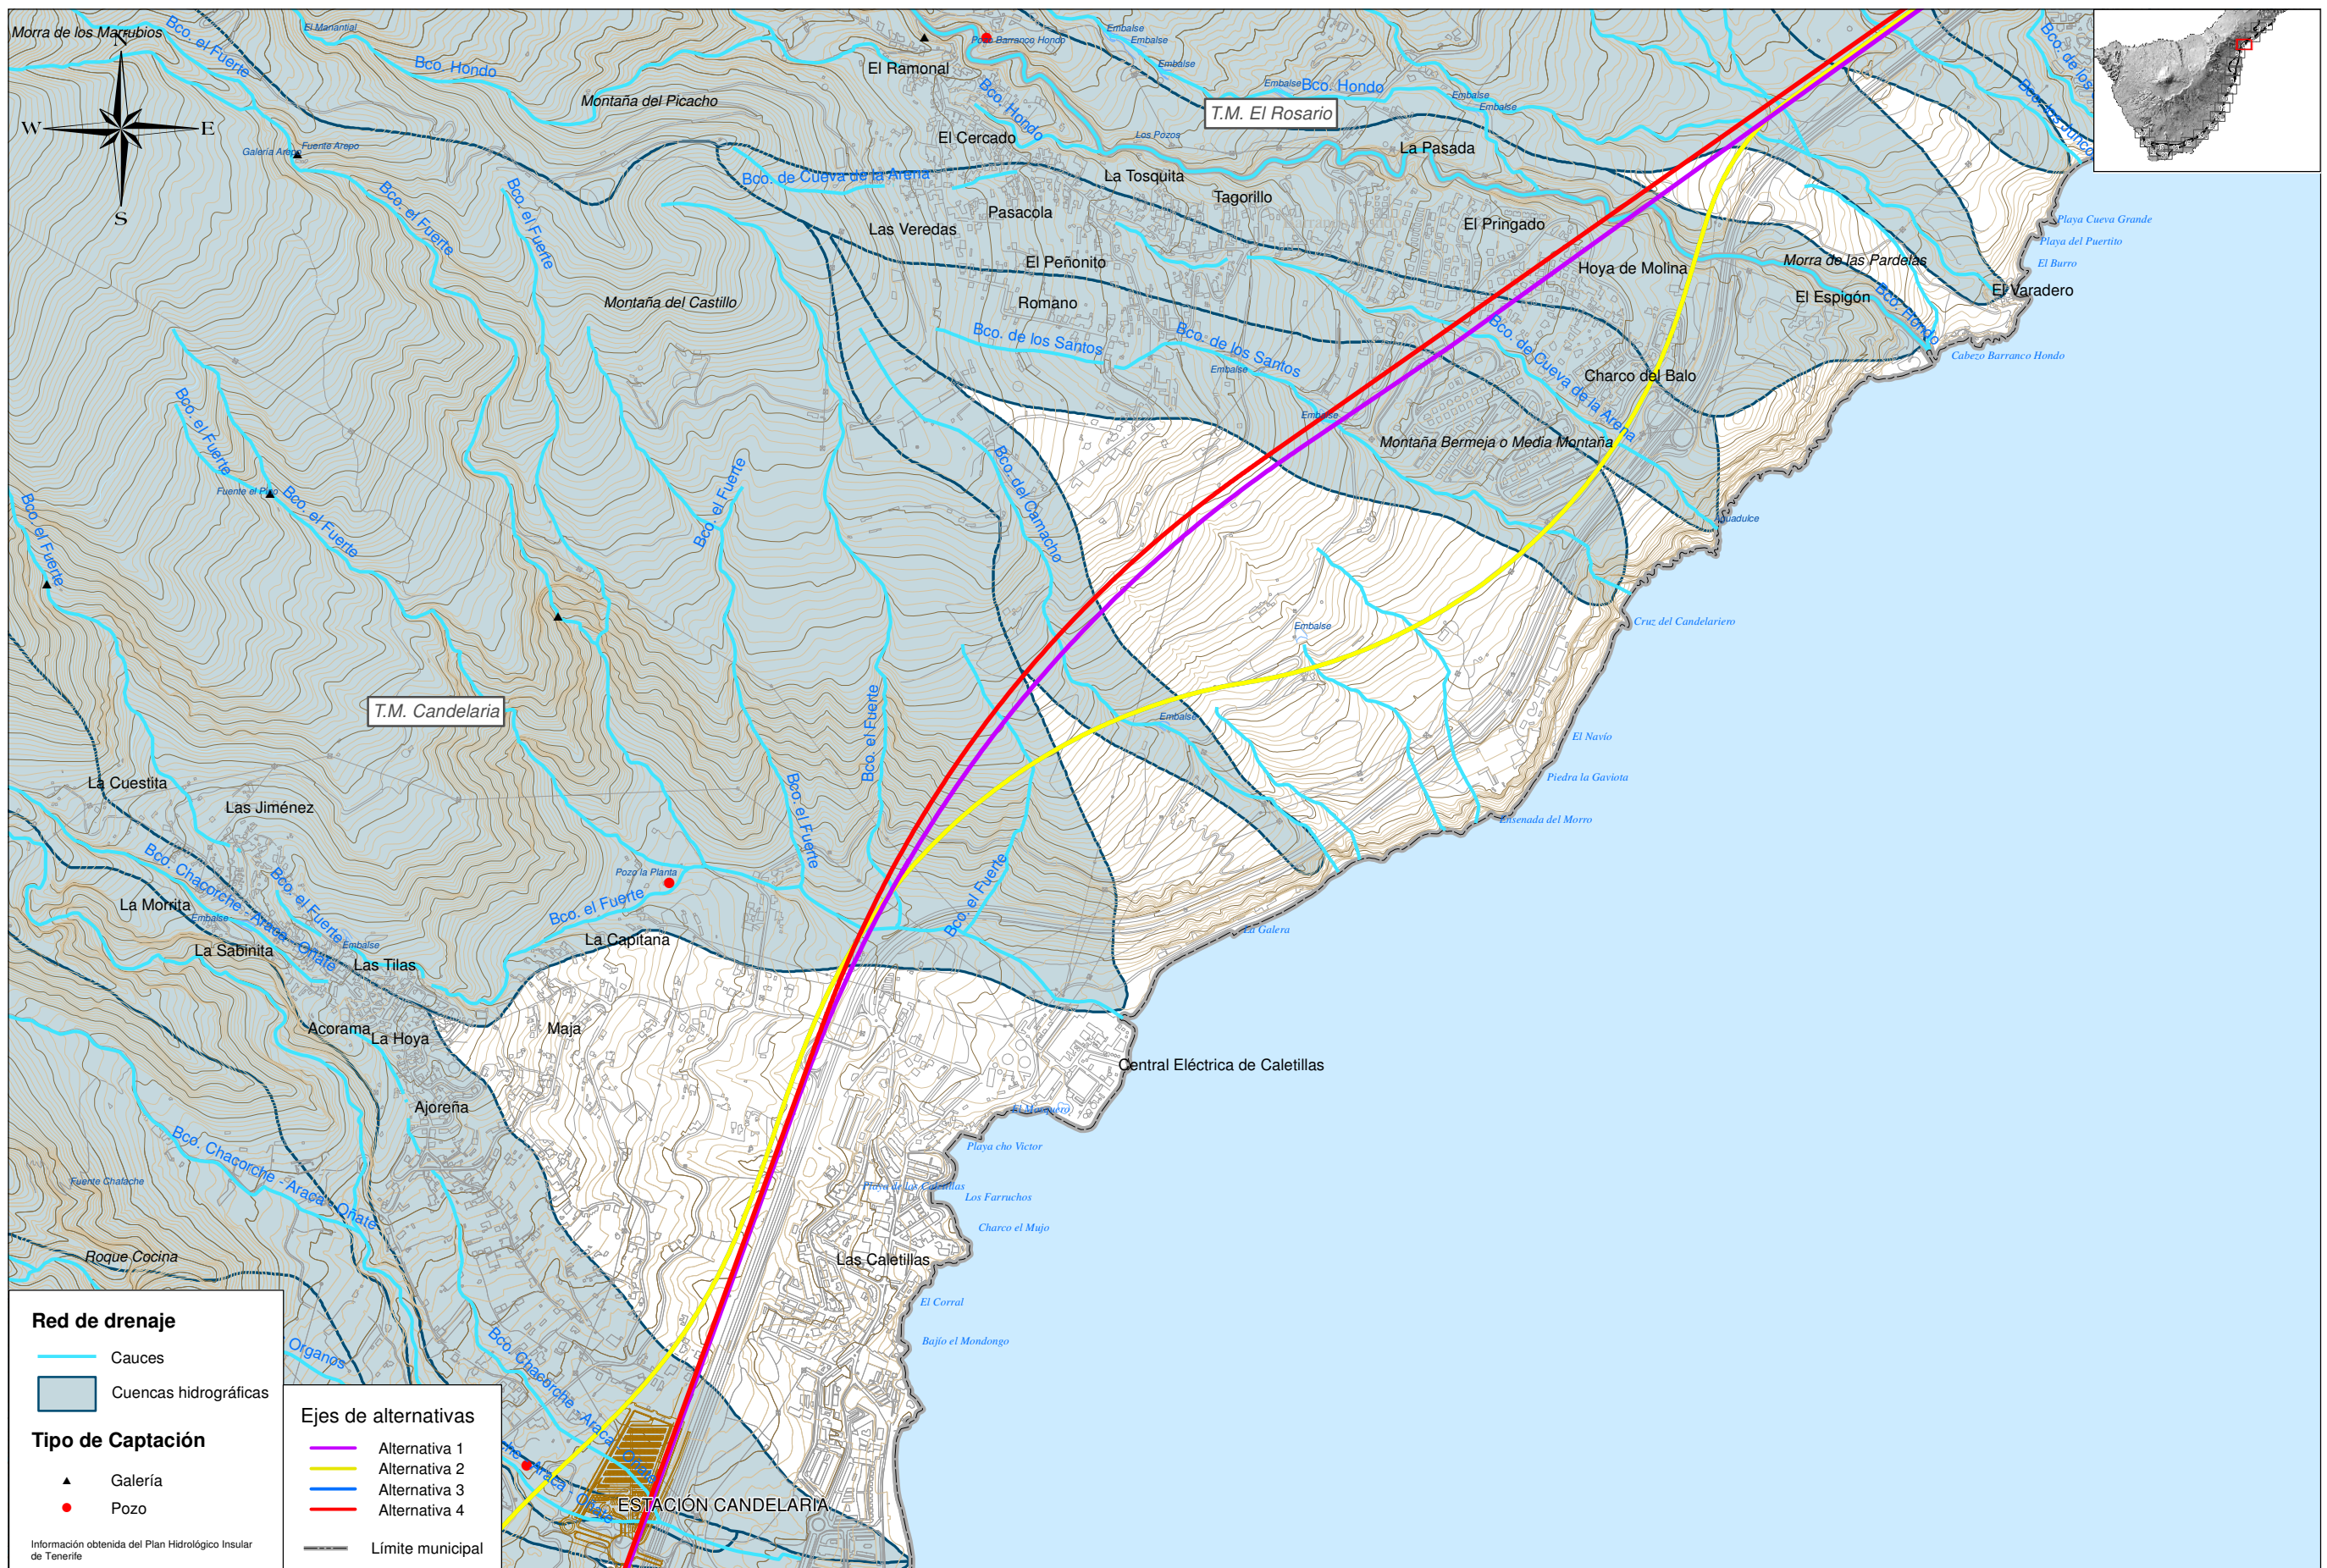 Morra de los Marrubios
Bco. el Fuerte
El Manantial
Bco. Hondo
N
W
E
S
Galería Arepo
Fuente Arepo
Montaña del Picacho
El Ramonal
Pozo Barranco Hondo
Embalse
Embalse
Embalse
Embalse
Bco. Hondo
Embalse
Embalse
T.M. El Rosario
Bco. Hondo
El Cercado
Los Pozos
La Pasada
Bco. de Cueva de la Arena
La Tosquita
Tagorillo
Pasacola
Las Veredas
El Pringado
El Peñonito
Hoya de Molina
Morra de las Pardelas
Romano
El Espigón
Bco. Hondo
El Varadero
Playa Cueva Grande
Playa del Puertito
El Burro
Cabezo Barranco Hondo
Bco. el Fuerte
Bco. el Fuerte
Montaña del Castillo
Bco. de los Santos
Bco. de los Santos
Embalse
Bco. de Cueva de la Arena
Charco del Balo
Embalse
Montaña Bermeja o Media Montaña
Bco. el Fuerte
Fuente el Pino
Bco. el Fuerte
Bco. el Fuerte
Bco. el Fuerte
Bco. del Camacho
Aguadulce
Embalse
Cruz del Candelariero
T.M. Candelaria
Bco. el Fuerte
Embalse
El Navío
Piedra la Gaviota
Ensenada del Morro
La Cuestita
Las Jiménez
Bco. el Fuerte
Bco. Chacorche - Araca - Oñate
Bco. el Fuerte
Pozo la Planta
Bco. el Fuerte
Bco. el Fuerte
La Morrita
Embalse
La Sabinita
Embalse
Las Tilas
La Capitana
La Galera
Acorama
La Hoya
Maja
Central Eléctrica de Caletillas
Ajoreña
El Mosquero
Playa cho Víctor
Bco. Chacorche - Araca - Oñate
Fuente Chafache
Playa de las Caletillas
Los Farruchos
Charco el Mujo
Roque Cocina
Las Caletillas
El Corral
Bajío el Mondongo
Organos
Bco. Chacorche - Araca - Oñate
Araca - Oñate
ESTACIÓN CANDELARIA
Red de drenaje
Cauces
Cuencas hidrográficas
Tipo de Captación
Galería
Pozo
Información obtenida del Plan Hidrológico Insular
de Tenerife
Ejes de alternativas
Alternativa 1
Alternativa 2
Alternativa 3
Alternativa 4
Límite municipal